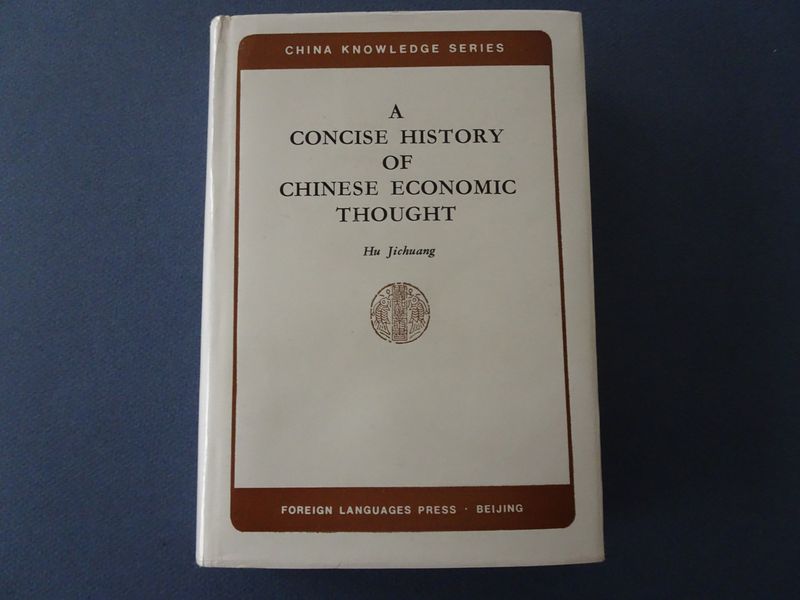 CHINA KNOWLEDGE SERIES
A
CONCISE HISTORY
OF
CHINESE ECONOMIC
THOUGHT
Hu Jichuang
FOREIGN LANGUAGES PRESS · BEIJING